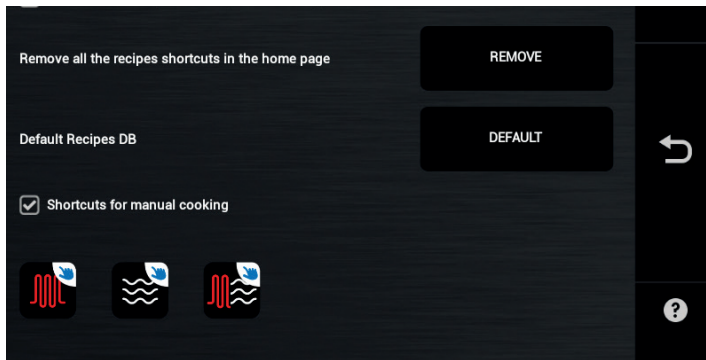 Remove all the recipes shortcuts in the home page
REMOVE
Default Recipes DB
DEFAULT
Shortcuts for manual cooking
?